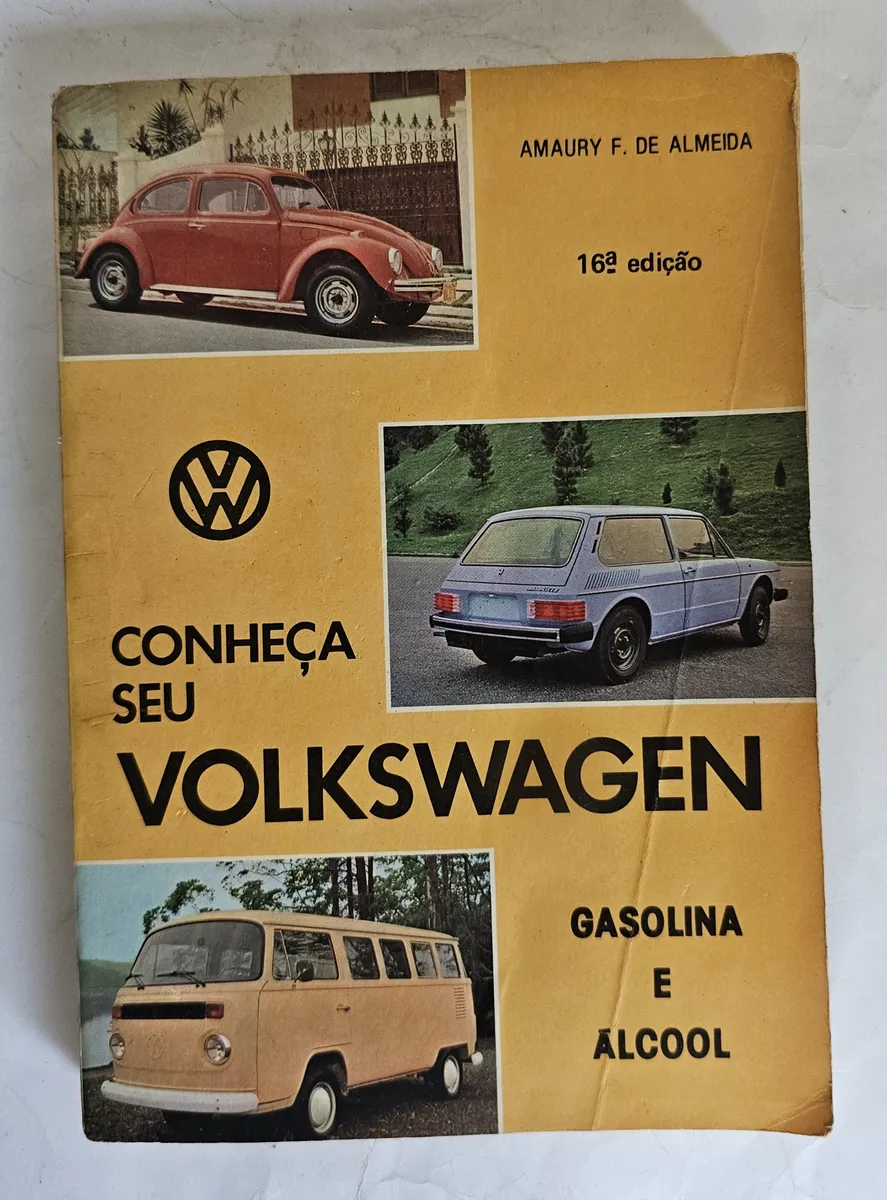 AMAURY F. DE ALMEIDA
16ª edição
CONHEÇA
SEU
VOLKSWAGEN
GASOLINA
E
ÁLCOOL